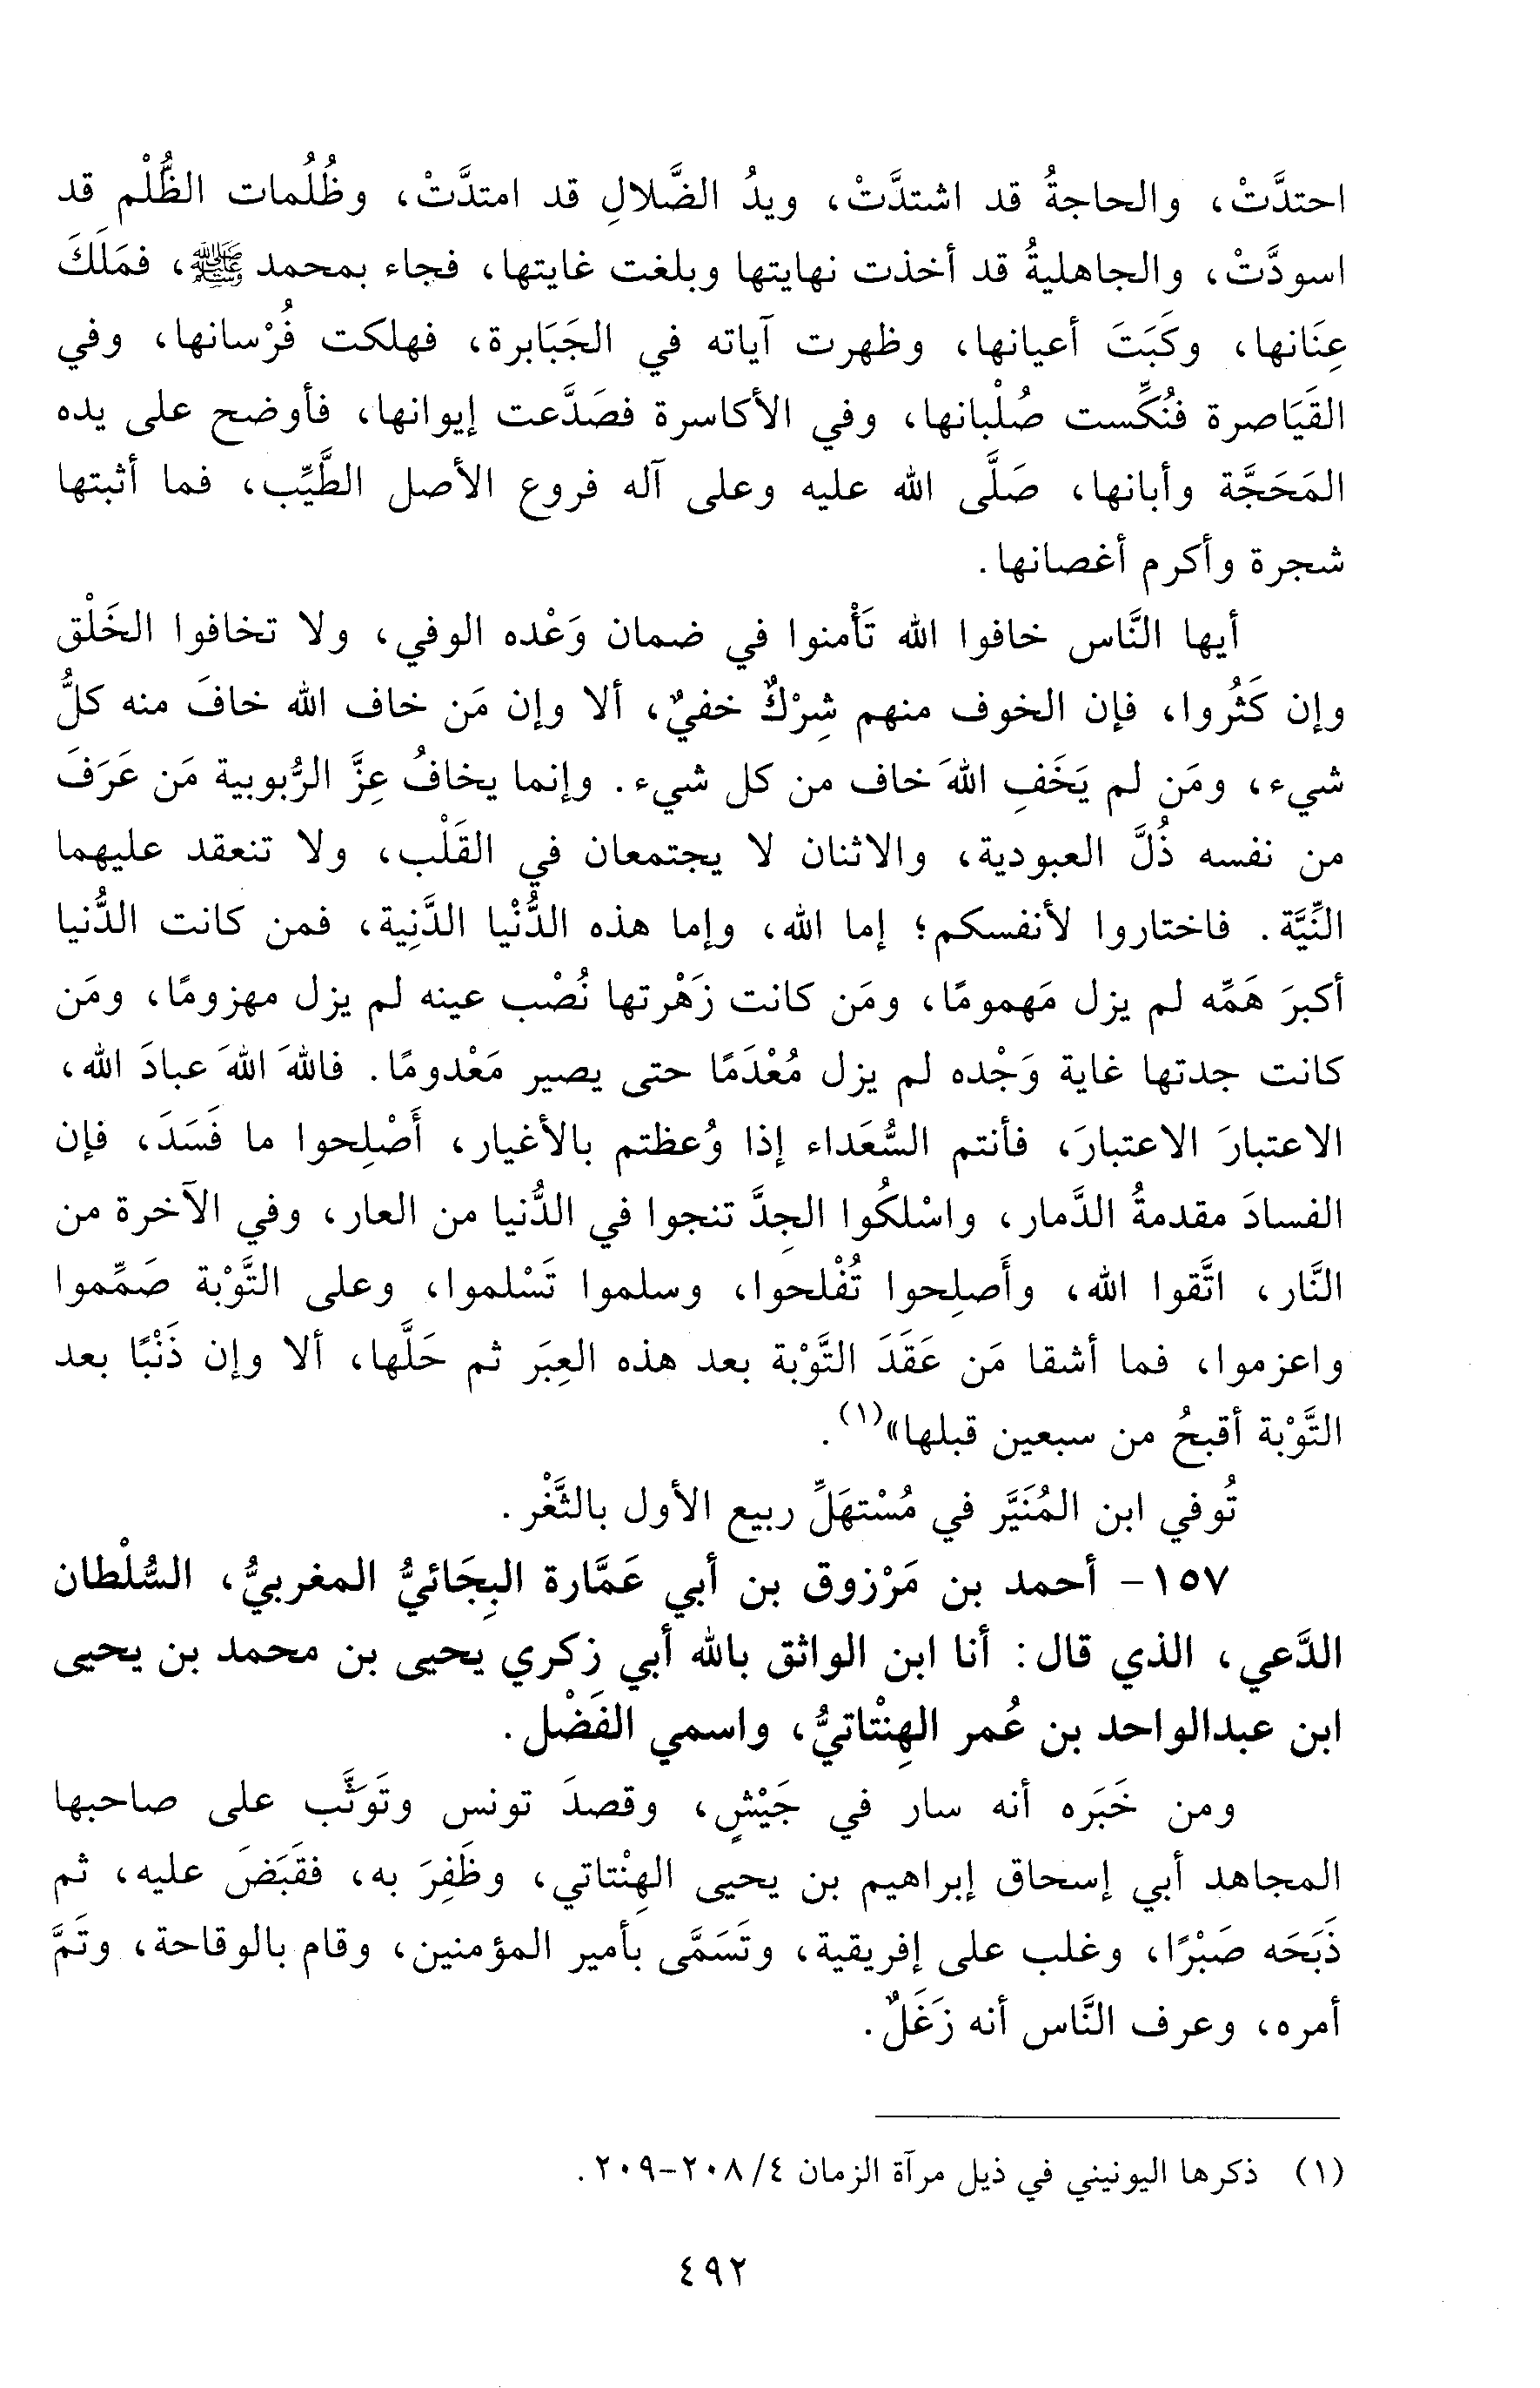 احتدَّتْ، والحاجةُ قد اشتدَّتْ، ويدُ الضَّلالِ قد امتدَّتْ، وظُلُمات الظُّلْم قد
اسودَّتْ، والجاهليةُ قد أخذت نهايتها وبلغت غايتها، فجاء بمحمد ﷺ، فمَلَكَ
عِنَانها، وكَبَتَ أعيانها، وظهرت آياته في الجَبَابرة، فهلكت فُرْسانها، وفي
القَيَاصرة فنُكِّست صُلْبانها، وفي الأكاسرة فصَدَّعت إيوانها، فأوضح على يده
المَحَجَّة وأبانها، صَلَّى الله عليه وعلى آله فروع الأصل الطَّيِّب، فما أثبتها
شجرة وأكرم أغصانها.
أيها النَّاس خافوا الله تَأْمنوا في ضمان وَعْده الوفي، ولا تخافوا الخَلْق
وإن كَثُروا، فإن الخوف منهم شِرْكٌ خفيٌ، ألا وإن مَن خاف الله خافَ منه كلُّ
شيء، ومَن لم يَخَفِ اللهَ خاف من كل شيء. وإنما يخافُ عِزَّ الرُّبوبية مَن عَرَفَ
من نفسه ذُلَّ العبودية، والاثنان لا يجتمعان في القَلْب، ولا تنعقد عليهما
النِّيَّة. فاختاروا لأنفسكم؛ إما الله، وإما هذه الدُّنْيا الدَّنِية، فمن كانت الدُّنيا
أكبرَ هَمِّه لم يزل مَهمومًا، ومَن كانت زَهْرتها نُصْب عينه لم يزل مهزومًا، ومَن
كانت جدتها غاية وَجْده لم يزل مُعْدَمًا حتى يصير مَعْدومًا. فاللهَ اللهَ عبادَ الله،
الاعتبارَ الاعتبارَ، فأنتم السُّعَداء إذا وُعظتم بالأغيار، أَصْلِحوا ما فَسَدَ، فإن
الفسادَ مقدمةُ الدَّمار، واسْلكُوا الجِدَّ تنجوا في الدُّنيا من العار، وفي الآخرة من
النَّار، اتَّقوا الله، وأَصلِحوا تُفْلحوا، وسلموا تَسْلموا، وعلى التَّوْبة صَمِّموا
واعزموا، فما أشقا مَن عَقَدَ التَّوْبة بعد هذه العِبَر ثم حَلَّها، ألا وإن ذَنْبًا بعد
التَّوْبة أقبحُ من سبعين قبلها»(١).
تُوفي ابن المُنَيَّر في مُسْتهَلِّ ربيع الأول بالثَّغْر.
١٥٧- أحمد بن مَرْزوق بن أبي عَمَّارة البِجَائيُّ المغربيُّ، السُّلْطان
الدَّعي، الذي قال: أنا ابن الواثق بالله أبي زكري يحيى بن محمد بن يحيى
ابن عبدالواحد بن عُمر الهِنْتاتيُّ، واسمي الفَضْل.
ومن خَبَره أنه سار في جَيْشٍ، وقصدَ تونس وتَوَثَّب على صاحبها
المجاهد أبي إسحاق إبراهيم بن يحيى الهِنْتاتي، وظَفِرَ به، فقَبَضَ عليه، ثم
ذَبَحَه صَبْرًا، وغلب على إفريقية، وتَسَمَّى بأمير المؤمنين، وقام بالوقاحة، وتَمَّ
أمره، وعرف النَّاس أنه زَغَلٌ.
(١) ذكرها اليونيني في ذيل مرآة الزمان ٤/ ٢٠٨-٢٠٩.
٤٩٢